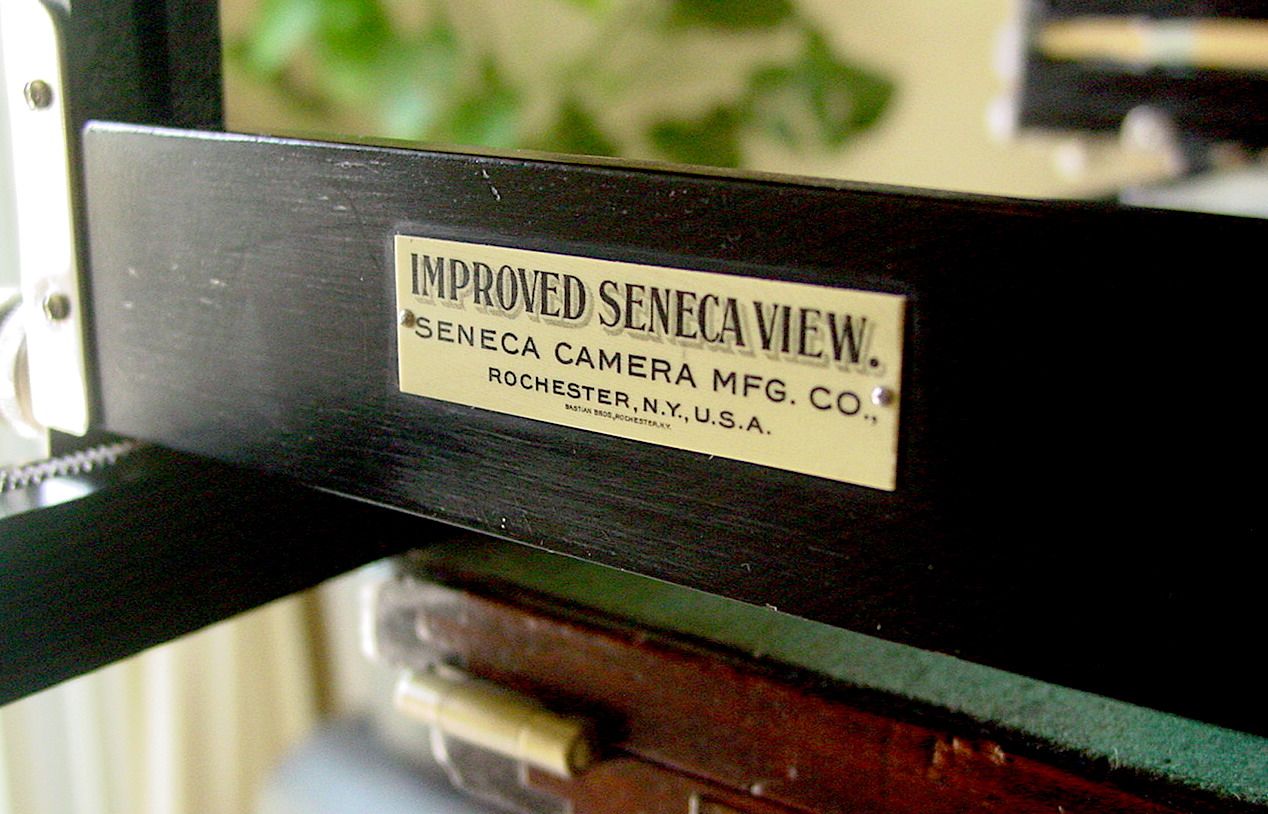 IMPROVED SENECA VIEW.
SENECA CAMERA MFG. CO.,
ROCHESTER, N.Y., U.S.A.
BASTIAN BROS, ROCHESTER, N.Y.